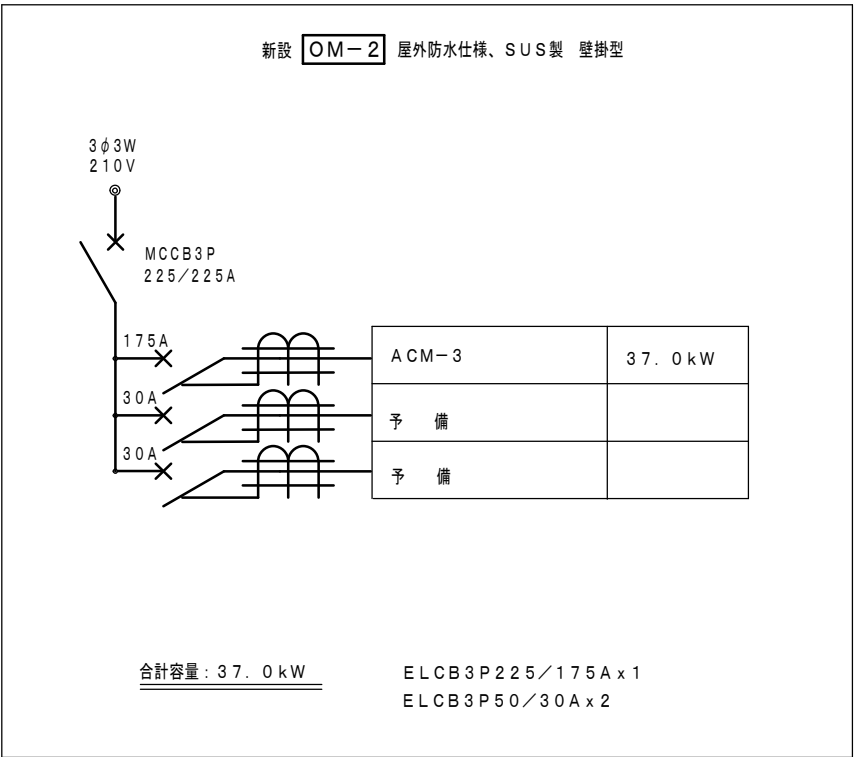 新設 OM－2 屋外防水仕様、SUS製 壁掛型
3φ3W
210V
MCCB3P
225／225A
175A
ACM－3 37．0kW
30A
予 備
30A
予 備
合計容量：37．0kW
ELCB3P225／175Ax1
ELCB3P50／30Ax2